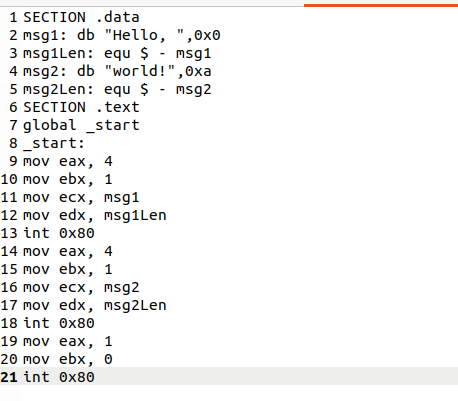 1 SECTION .data
2 msg1: db "Hello, ",0x0
3 msg1Len: equ $ - msg1
4 msg2: db "world!",0xa
5 msg2Len: equ $ - msg2
6 SECTION .text
7 global _start
8 _start:
9 mov eax, 4
10 mov ebx, 1
11 mov ecx, msg1
12 mov edx, msg1Len
13 int 0x80
14 mov eax, 4
15 mov ebx, 1
16 mov ecx, msg2
17 mov edx, msg2Len
18 int 0x80
19 mov eax, 1
20 mov ebx, 0
21 int 0x80